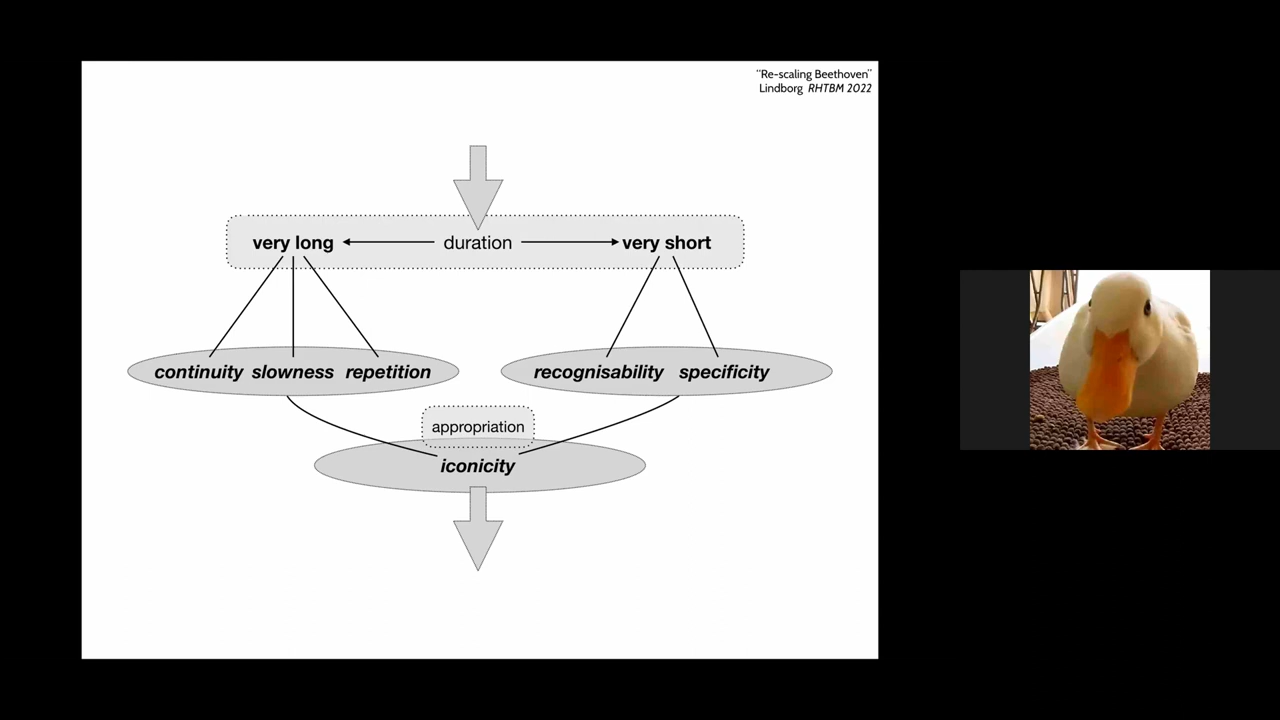 "Re-scaling Beethoven"
Lindborg RHTBM 2022
very long duration very short
continuity slowness repetition recognisability specificity
appropriation
iconicity